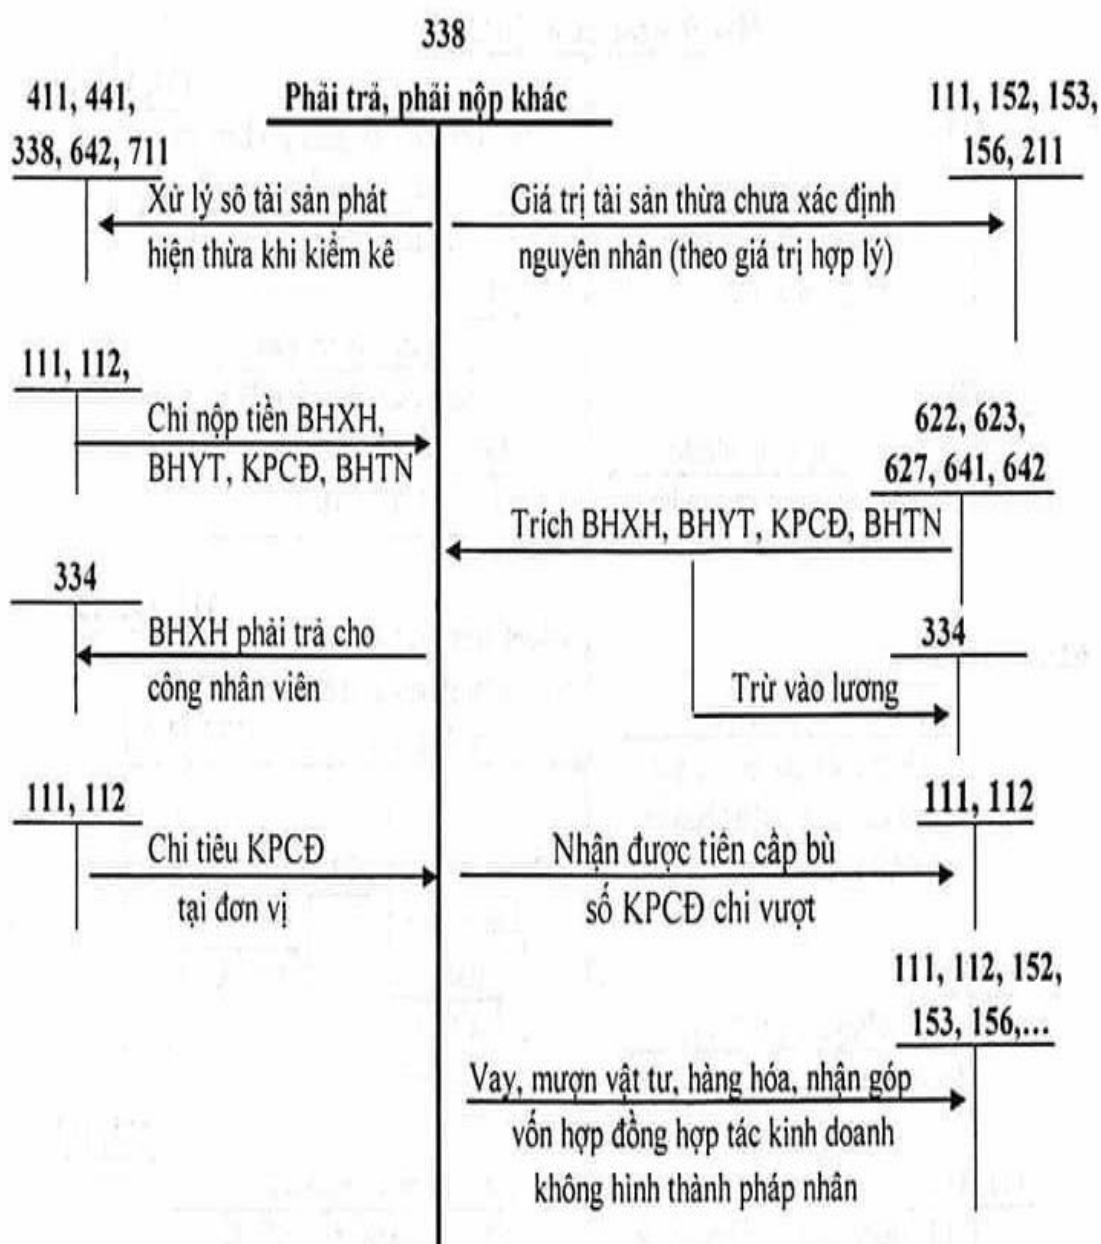 338
411, 441,
338, 642, 711
Phải trả, phải nộp khác
111, 152, 153,
156, 211
Xử lý số tài sản phát
hiện thừa khi kiểm kê
Giá trị tài sản thừa chưa xác định
nguyên nhân (theo giá trị hợp lý)
111, 112,
Chi nộp tiền BHXH,
BHYT, KPCĐ, BHTN
622, 623,
627, 641, 642
Trích BHXH, BHYT, KPCĐ, BHTN
334
BHXH phải trả cho
công nhân viên
334
Trừ vào lương
111, 112
Chi tiêu KPCĐ
tại đơn vị
111, 112
Nhận được tiền cấp bù
số KPCĐ chi vượt
111, 112, 152,
153, 156,...
Vay, mượn vật tư, hàng hóa, nhận góp
vốn hợp đồng hợp tác kinh doanh
không hình thành pháp nhân